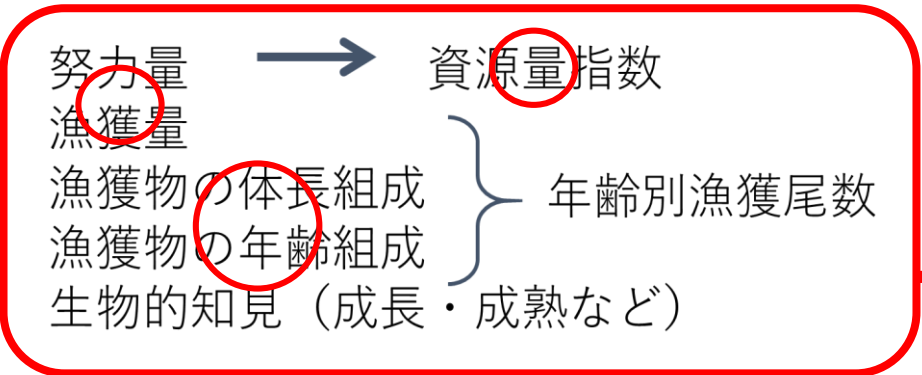 努力量
資源量指数
漁獲量
漁獲物の体長組成
年齢別漁獲尾数
漁獲物の年齢組成
生物的知見（成長・成熟など）